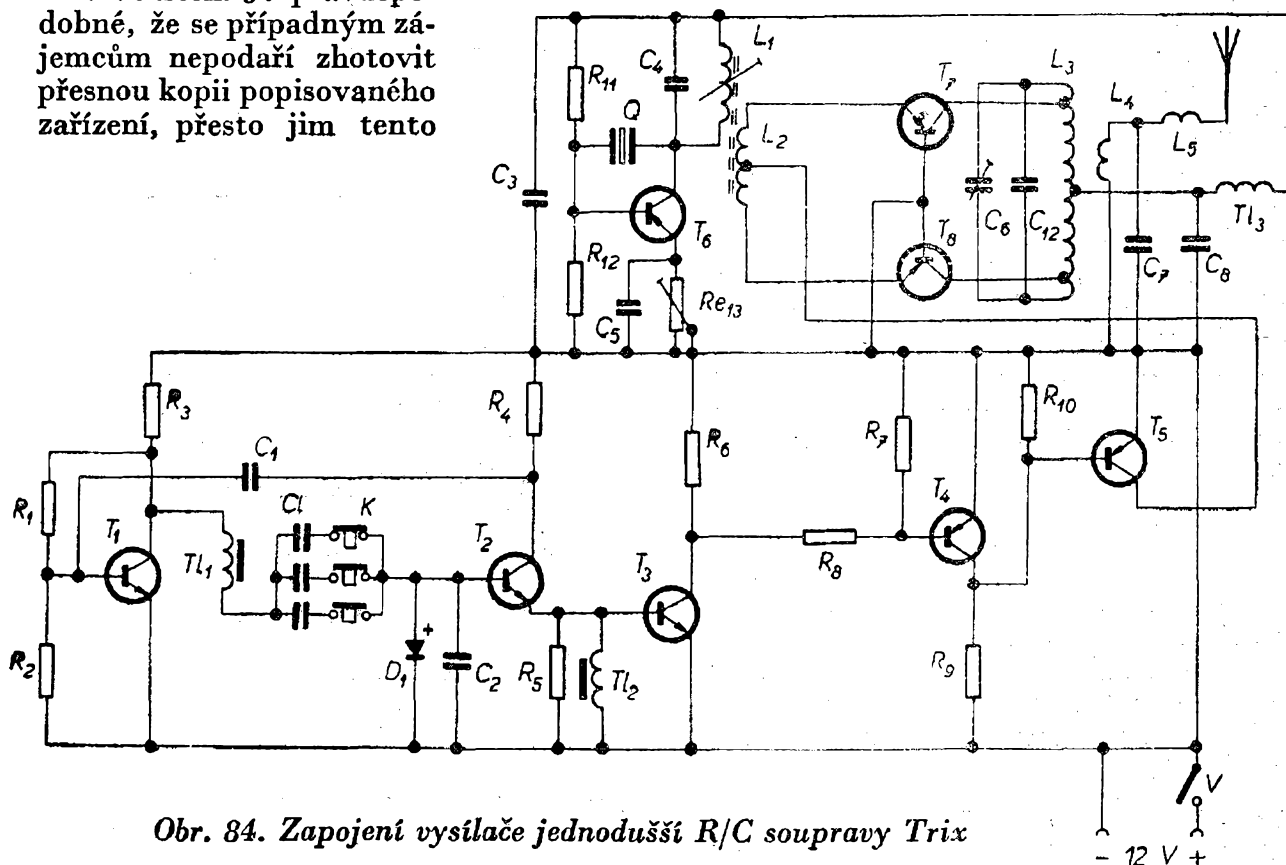 dobné, že se případným zá-
jemcům nepodaří zhotovit
přesnou kopii popisovaného
zařízení, přesto jim tento
R11
C4
L1
Q
L2
T7
L3
L4
L5
C3
T6
T8
C6
C12
C7
C8
Tl3
R12
C5
Re13
R3
R4
R6
R7
R10
T5
C1
R1
T1
Tl1
Cl
K
T2
T3
R8
T4
R2
D1
+
C2
R5
Tl2
R9
V
Obr. 84. Zapojení vysílače jednodušší R/C soupravy Trix
– 12 V +